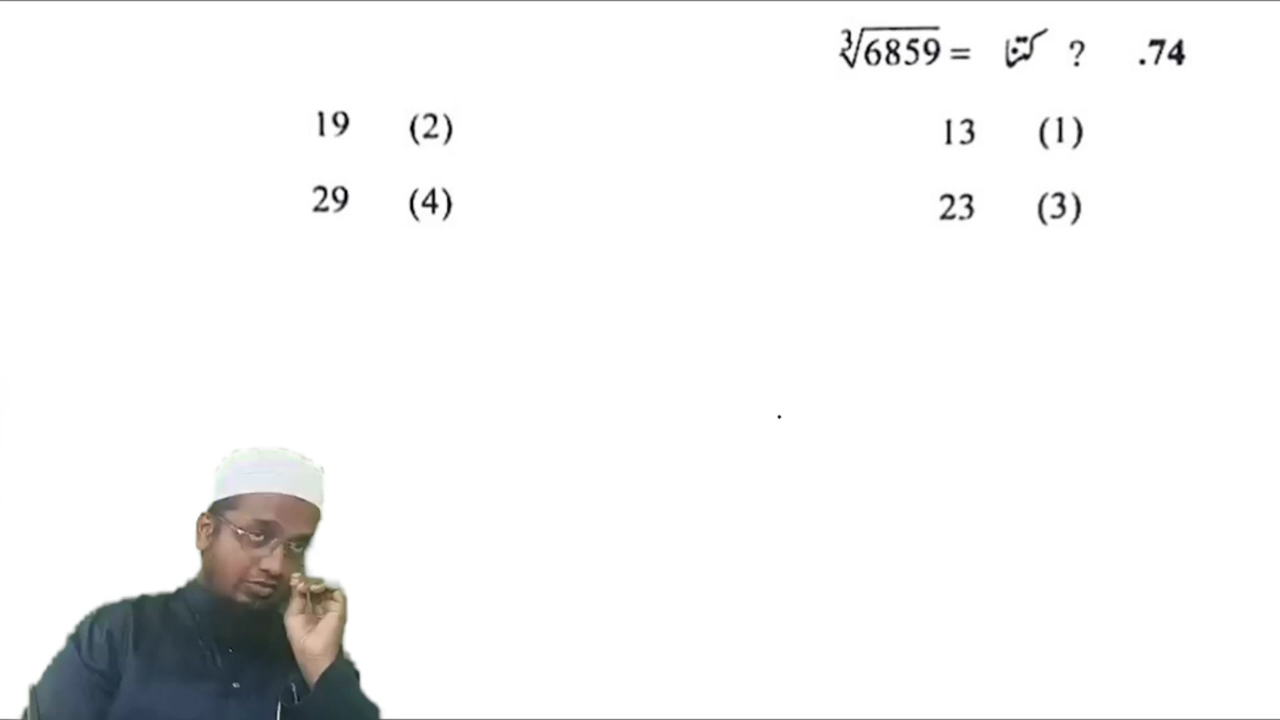 .74 ? کتنا = ∛6859
(1) 13 (2) 19
(3) 23 (4) 29